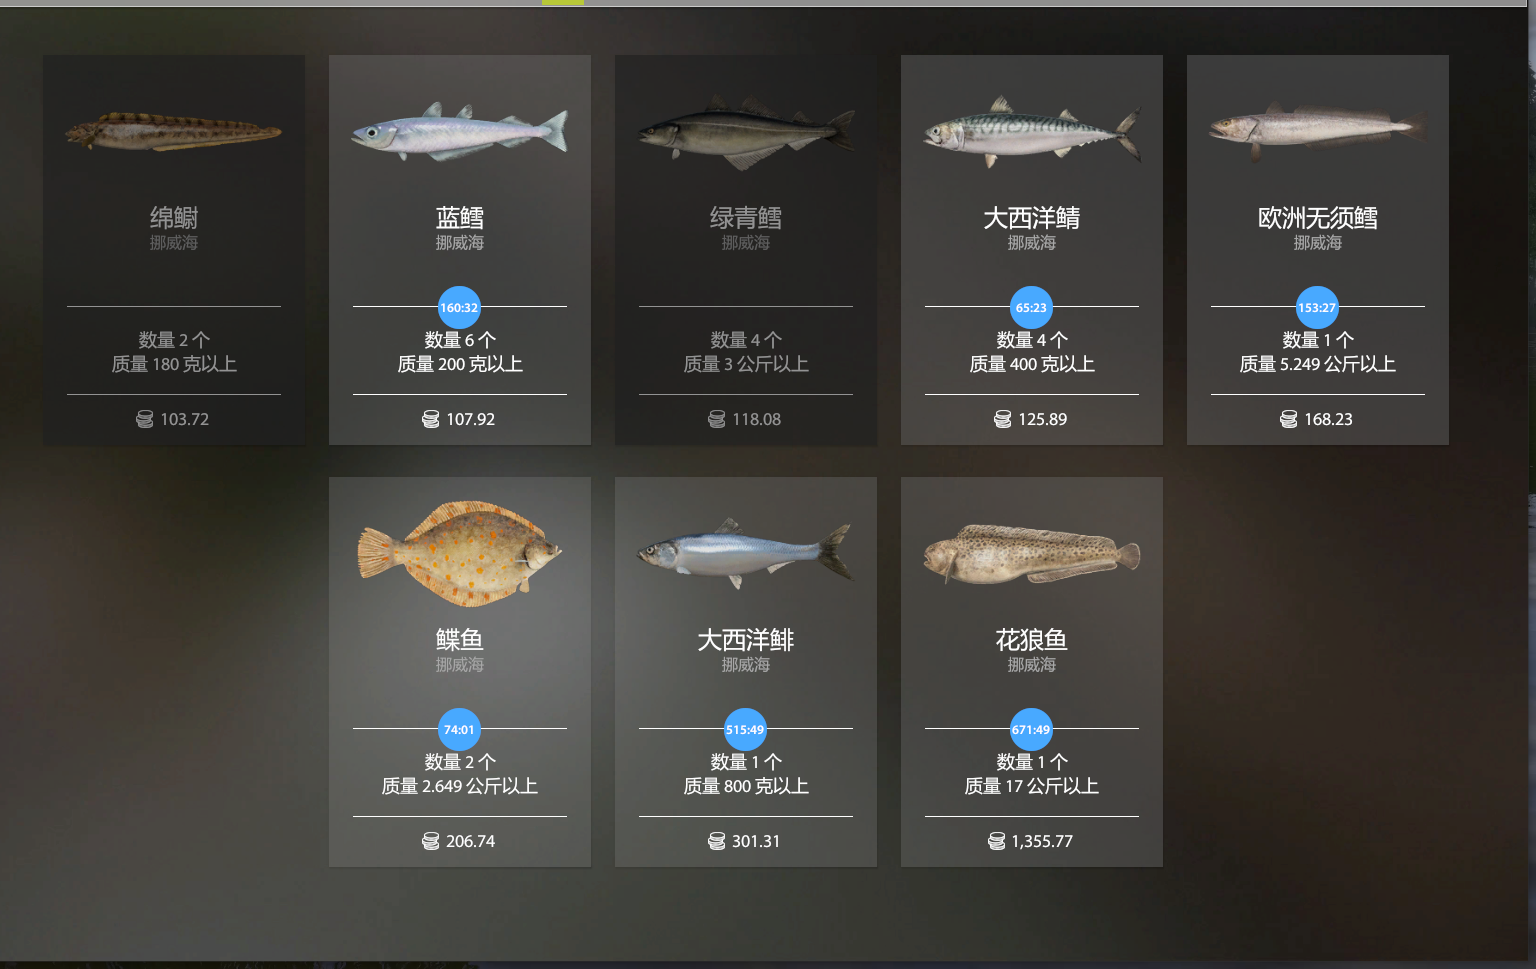 绵鳚
挪威海
数量 2 个
质量 180 克以上
103.72
蓝鳕
挪威海
160:32
数量 6 个
质量 200 克以上
107.92
绿青鳕
挪威海
数量 4 个
质量 3 公斤以上
118.08
大西洋鲭
挪威海
65:23
数量 4 个
质量 400 克以上
125.89
欧洲无须鳕
挪威海
153:27
数量 1 个
质量 5.249 公斤以上
168.23
鲽鱼
挪威海
74:01
数量 2 个
质量 2.649 公斤以上
206.74
大西洋鲱
挪威海
515:49
数量 1 个
质量 800 克以上
301.31
花狼鱼
挪威海
671:49
数量 1 个
质量 17 公斤以上
1,355.77